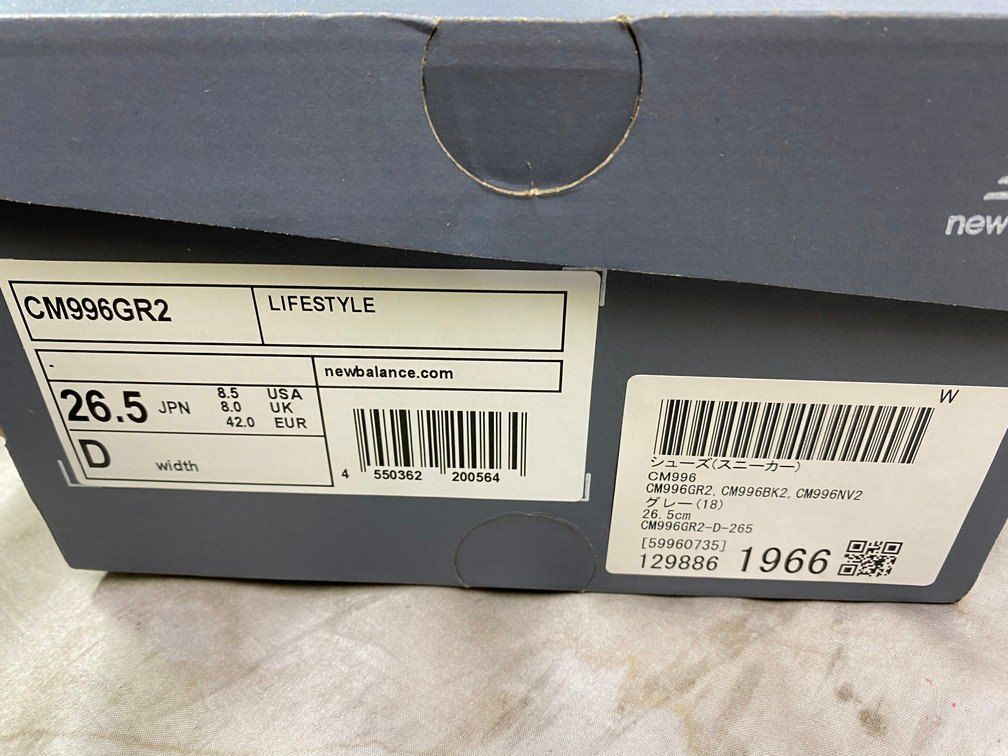 new
CM996GR2
LIFESTYLE
-
newbalance.com
26.5 JPN
8.5 USA
8.0 UK
42.0 EUR
D width
4 550362 200564
W
シューズ(スニーカー)
CM996
CM996GR2, CM996BK2, CM996NV2
グレー(18)
26.5cm
CM996GR2-D-265
[59960735]
129886 1966